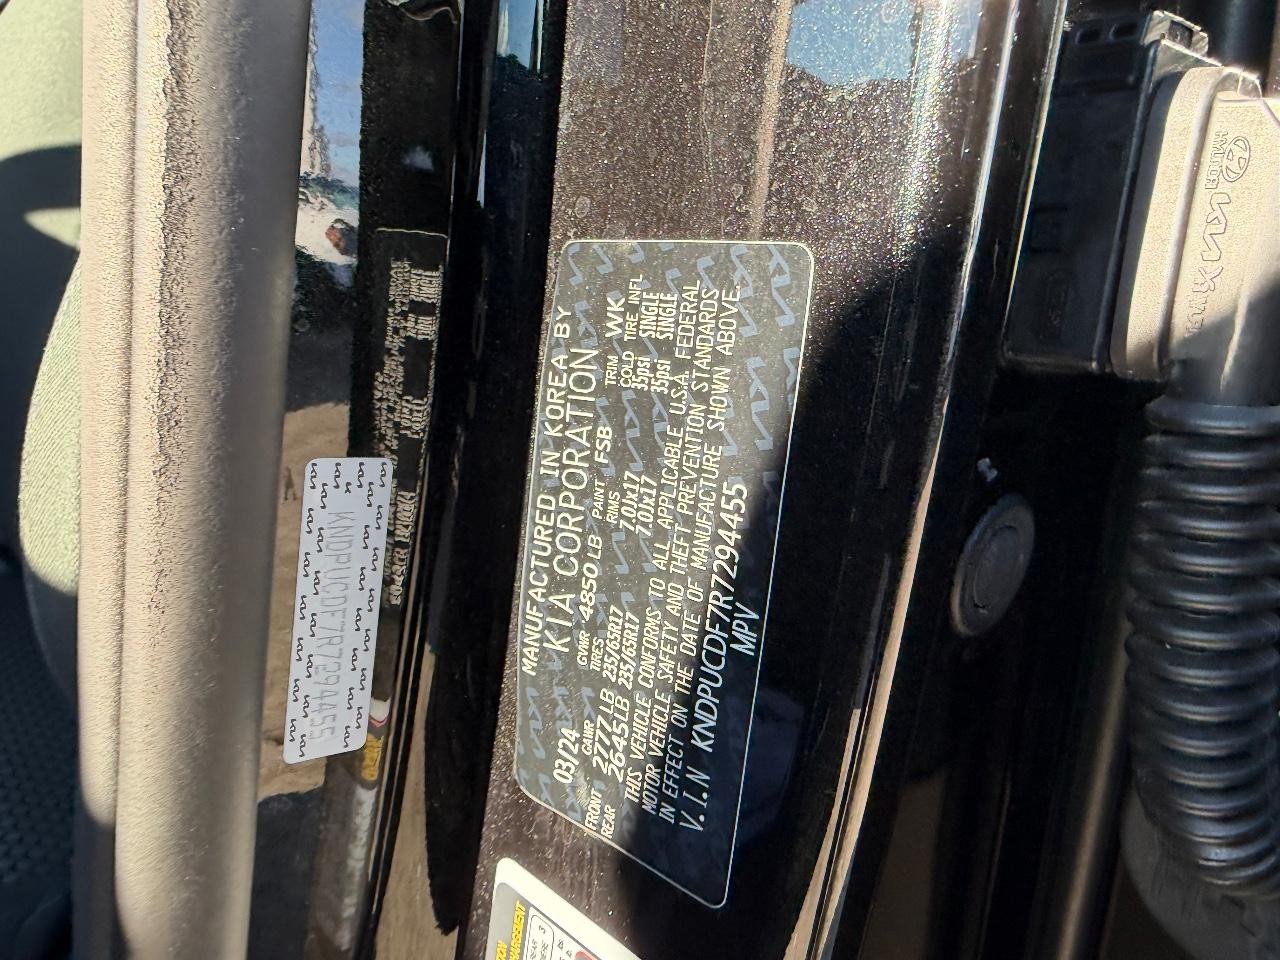 MANUFACTURED IN KOREA BY
KIA CORPORATION
03/24 GVWR 4850 LB PAINT FSB TRIM WK
GAWR TIRES RIMS COLD TIRE INFL
FRONT 2777 LB 235/65R17 7.0Jx17 35psi SINGLE
REAR 2645 LB 235/65R17 7.0Jx17 35psi SINGLE
THIS VEHICLE CONFORMS TO ALL APPLICABLE U.S.A. FEDERAL
MOTOR VEHICLE SAFETY AND THEFT PREVENTION STANDARDS
IN EFFECT ON THE DATE OF MANUFACTURE SHOWN ABOVE.
V.I.N KNDPUCDF7R7294455
MPV
KNDPUCDF7R7294455